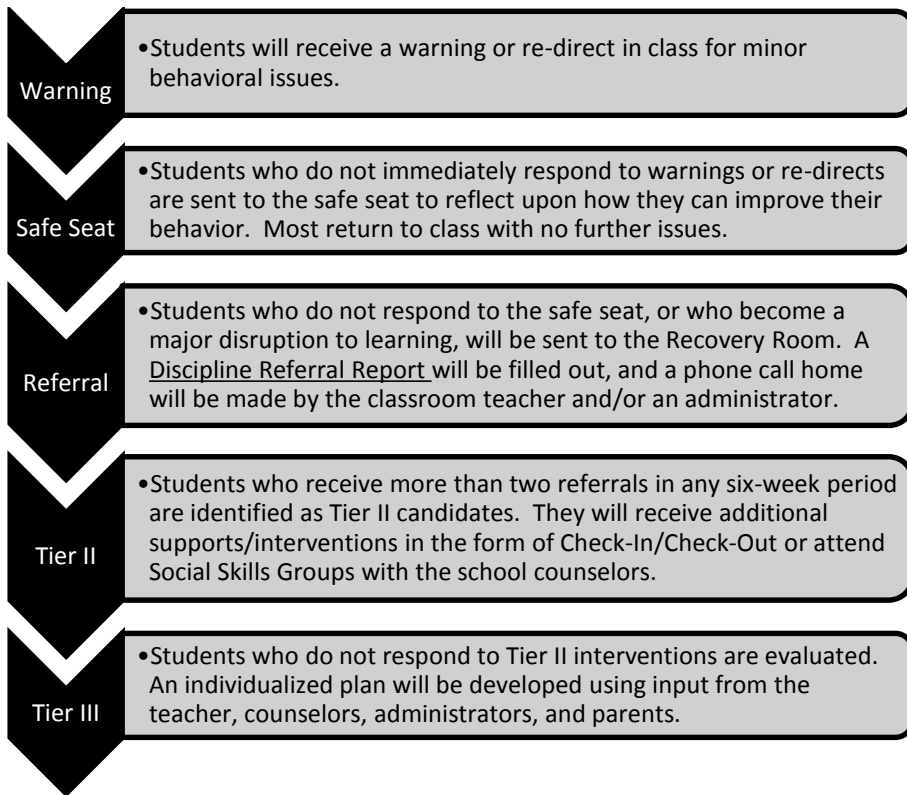 Warning
•Students will receive a warning or re-direct in class for minor
behavioral issues.
Safe Seat
•Students who do not immediately respond to warnings or re-directs
are sent to the safe seat to reflect upon how they can improve their
behavior.  Most return to class with no further issues.
Referral
•Students who do not respond to the safe seat, or who become a
major disruption to learning, will be sent to the Recovery Room.  A
Discipline Referral Report will be filled out, and a phone call home
will be made by the classroom teacher and/or an administrator.
Tier II
•Students who receive more than two referrals in any six-week period
are identified as Tier II candidates.  They will receive additional
supports/interventions in the form of Check-In/Check-Out or attend
Social Skills Groups with the school counselors.
Tier III
•Students who do not respond to Tier II interventions are evaluated.
An individualized plan will be developed using input from the
teacher, counselors, administrators, and parents.